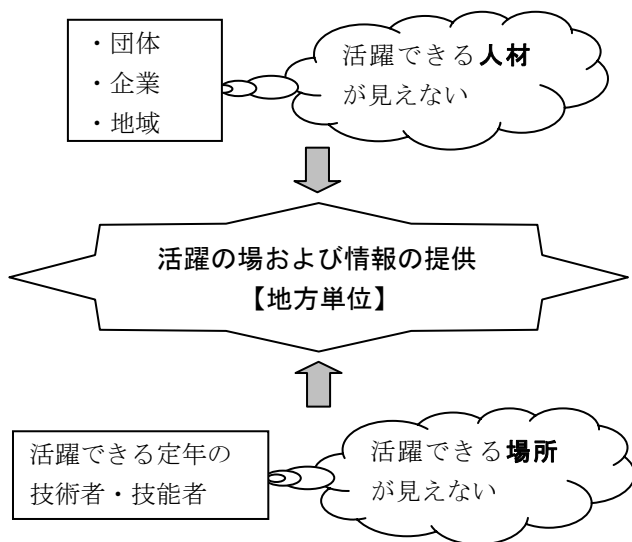 ・団体
・企業
・地域
活躍できる人材
が見えない
活躍の場および情報の提供
【地方単位】
活躍できる定年の
技術者・技能者
活躍できる場所
が見えない